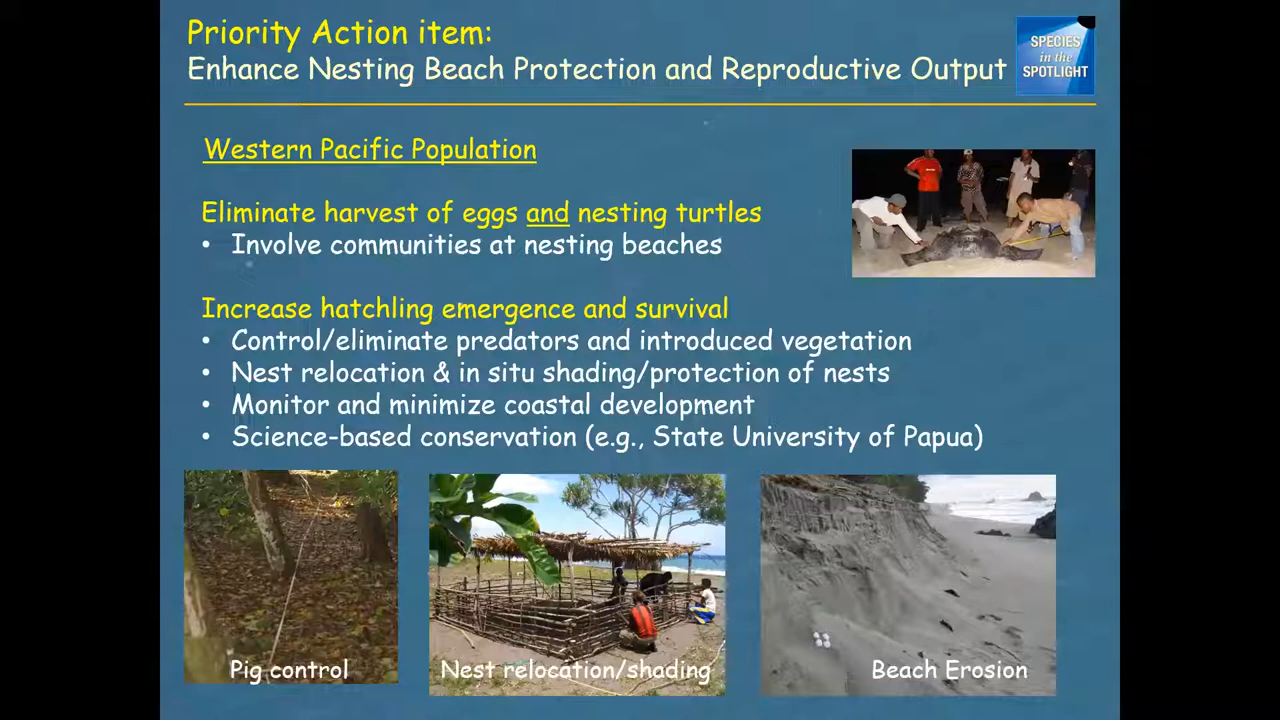 Priority Action item:
Enhance Nesting Beach Protection and Reproductive Output
SPECIES
in the
SPOTLIGHT
Western Pacific Population
Eliminate harvest of eggs and nesting turtles
• Involve communities at nesting beaches
Increase hatchling emergence and survival
• Control/eliminate predators and introduced vegetation
• Nest relocation & in situ shading/protection of nests
• Monitor and minimize coastal development
• Science-based conservation (e.g., State University of Papua)
Pig control
Nest relocation/shading
Beach Erosion